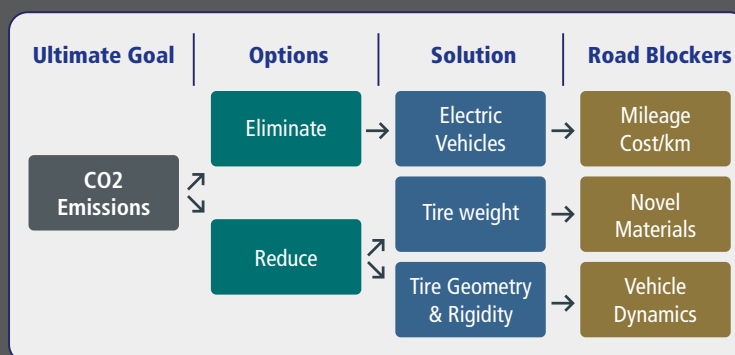 Ultimate Goal
Options
Solution
Road Blockers
CO2
Emissions
Eliminate
Electric
Vehicles
Mileage
Cost/km
Reduce
Tire weight
Novel
Materials
Tire Geometry
& Rigidity
Vehicle
Dynamics